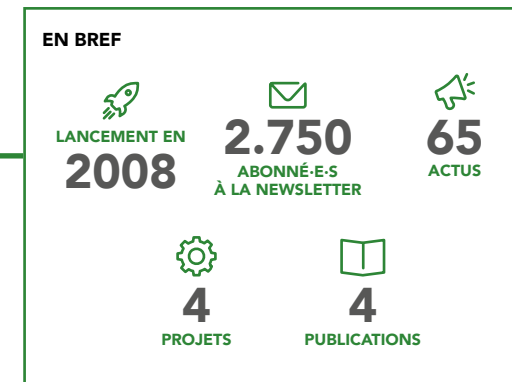 EN BREF
LANCEMENT EN
2008
2.750
ABONNÉ·E·S
À LA NEWSLETTER
65
ACTUS
4
PROJETS
4
PUBLICATIONS